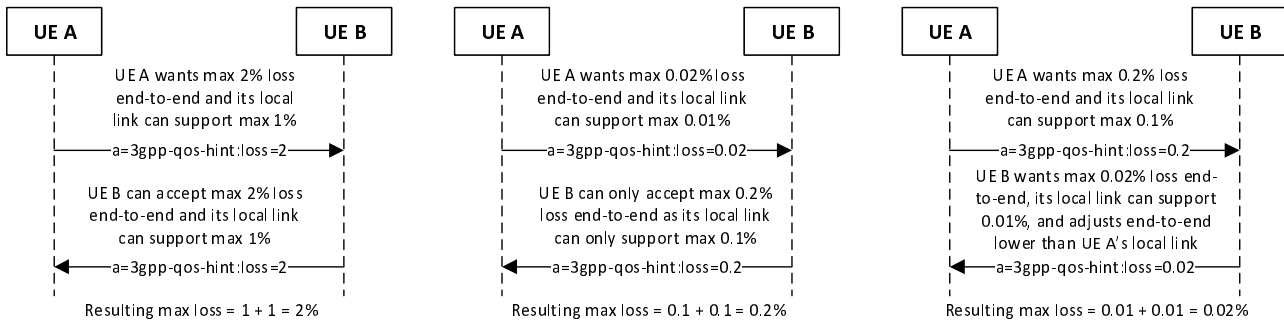 UE A
UE B
UE A wants max 2% loss
end-to-end and its local
link can support max 1%
a=3gpp-qos-hint:loss=2
UE B can accept max 2% loss
end-to-end and its local link
can support max 1%
a=3gpp-qos-hint:loss=2
Resulting max loss = 1 + 1 = 2%
UE A
UE B
UE A wants max 0.02% loss
end-to-end and its local link
can support max 0.01%
a=3gpp-qos-hint:loss=0.02
UE B can only accept max 0.2%
loss end-to-end as its local link
can only support max 0.1%
a=3gpp-qos-hint:loss=0.2
Resulting max loss = 0.1 + 0.1 = 0.2%
UE A
UE B
UE A wants max 0.2% loss
end-to-end and its local link
can support max 0.1%
a=3gpp-qos-hint:loss=0.2
UE B wants max 0.02% loss end-
to-end, its local link can support
0.01%, and adjusts end-to-end
lower than UE A’s local link
a=3gpp-qos-hint:loss=0.02
Resulting max loss = 0.01 + 0.01 = 0.02%